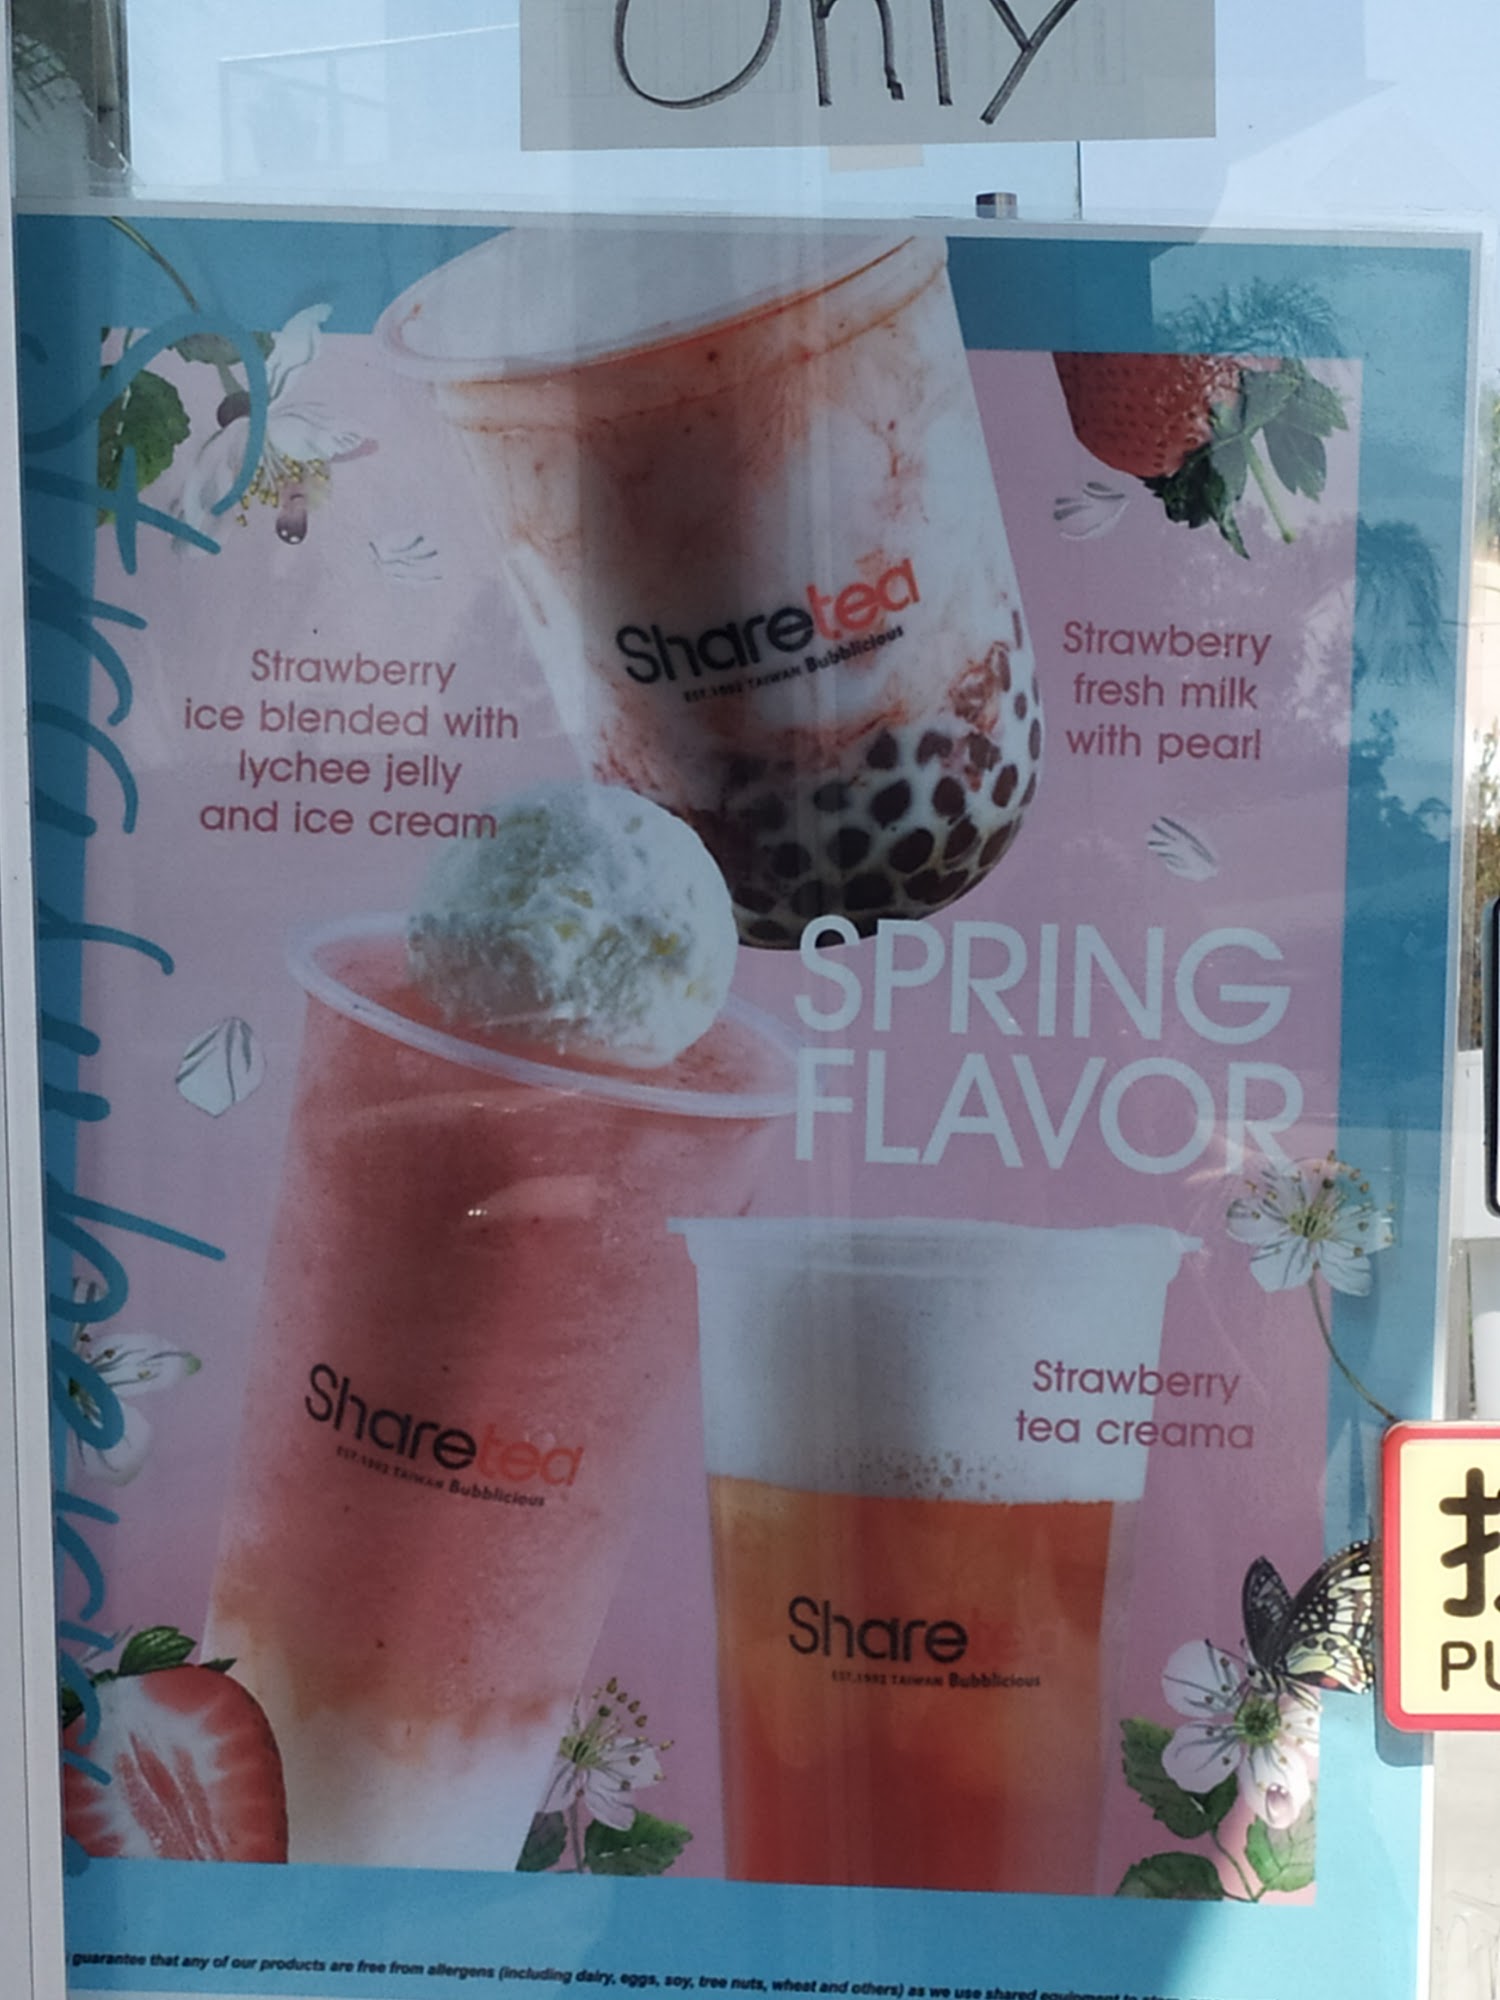 Only
Strawberry
ice blended with
lychee jelly
and ice cream
Sharetea
EST.1992 TAIWAN Bubblicious
Strawberry
fresh milk
with pearl
SPRING
FLAVOR
Sharetea
EST.1992 TAIWAN Bubblicious
Strawberry
tea creama
Sharetea
EST.1992 TAIWAN Bubblicious
PU
guarantee that any of our products are free from allergens (including dairy, eggs, soy, tree nuts, wheat and others) as we use shared equipment to